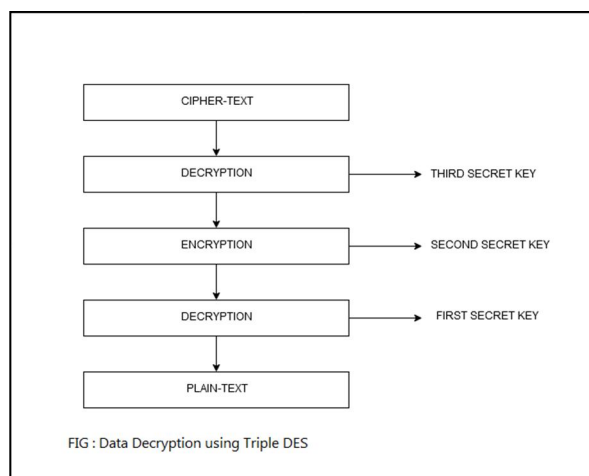 CIPHER-TEXT
DECRYPTION
THIRD SECRET KEY
ENCRYPTION
SECOND SECRET KEY
DECRYPTION
FIRST SECRET KEY
PLAIN-TEXT
FIG : Data Decryption using Triple DES